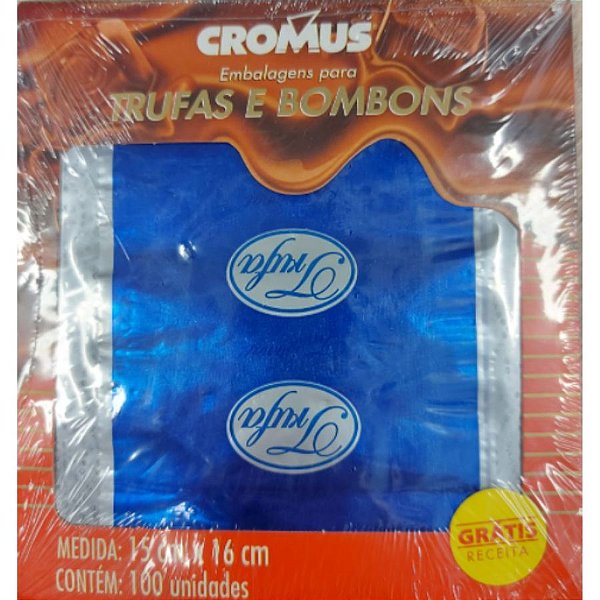 CROMUS
Embalagens para
TRUFAS E BOMBONS
Trufa
Trufa
MEDIDA: 15 cm x 16 cm
CONTÉM: 100 unidades
GRÁTIS
RECEITA